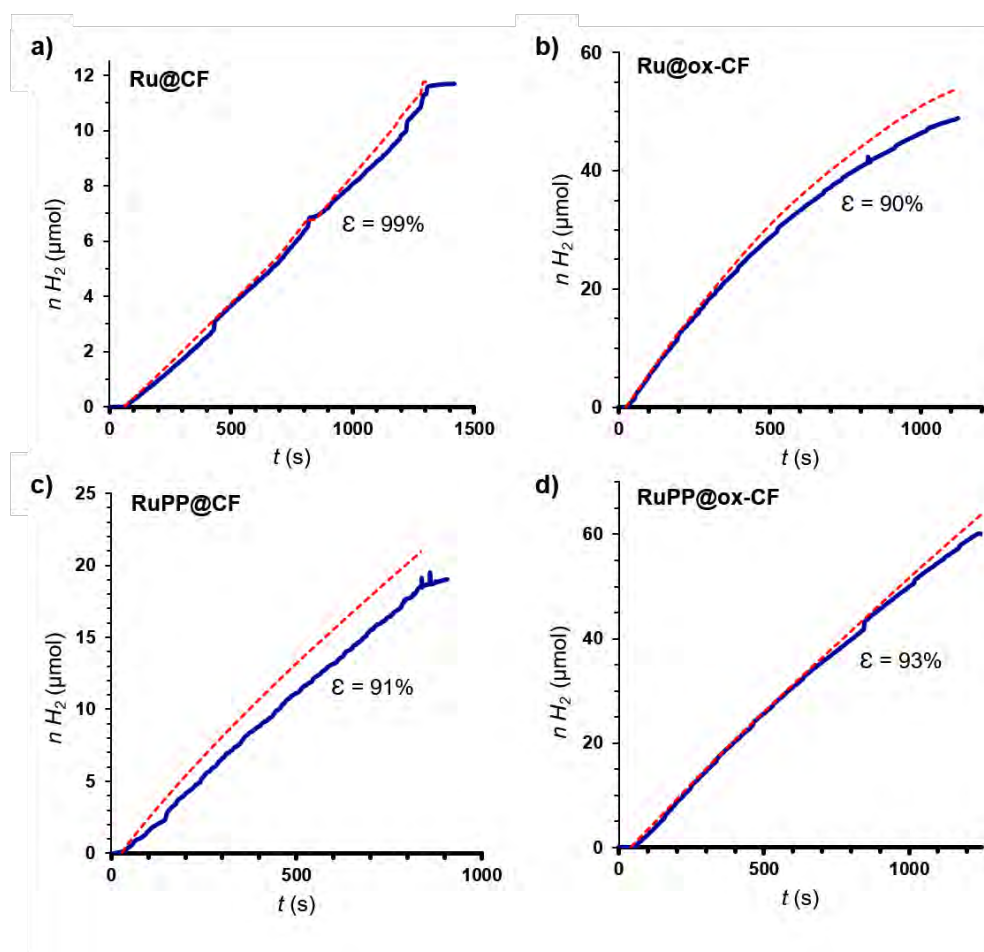 a)
Ru@CF
12
10
8
6
4
2
0
n H₂ (µmol)
ℇ = 99%
0
500
1000
1500
t (s)
b)
Ru@ox-CF
60
40
20
0
n H₂ (µmol)
ℇ = 90%
0
500
1000
t (s)
c)
RuPP@CF
25
20
15
10
5
0
n H₂ (µmol)
ℇ = 91%
0
500
1000
t (s)
d)
RuPP@ox-CF
60
40
20
0
n H₂ (µmol)
ℇ = 93%
0
500
1000
t (s)